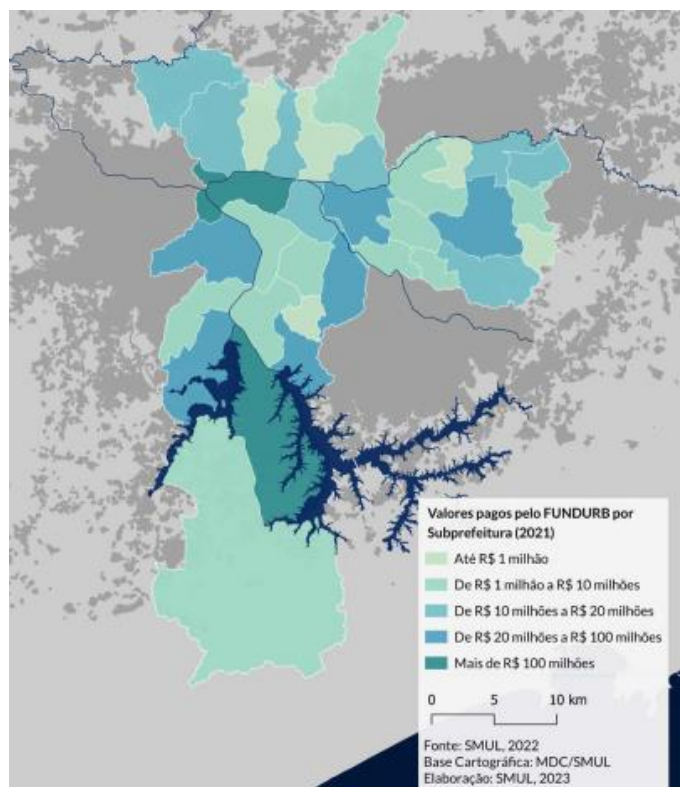 Valores pagos pelo FUNDURB por
Subprefeitura (2021)
Até R$ 1 milhão
De R$ 1 milhão a R$ 10 milhões
De R$ 10 milhões a R$ 20 milhões
De R$ 20 milhões a R$ 100 milhões
Mais de R$ 100 milhões
0 5 10 km
Fonte: SMUL, 2022
Base Cartográfica: MDC/SMUL
Elaboração: SMUL, 2023